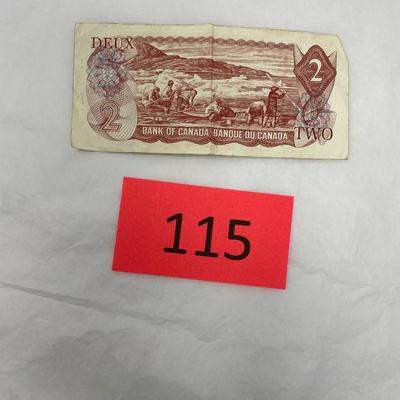 DEUX
2
2
BANK OF CANADA-BANQUE DU CANADA
TWO
115